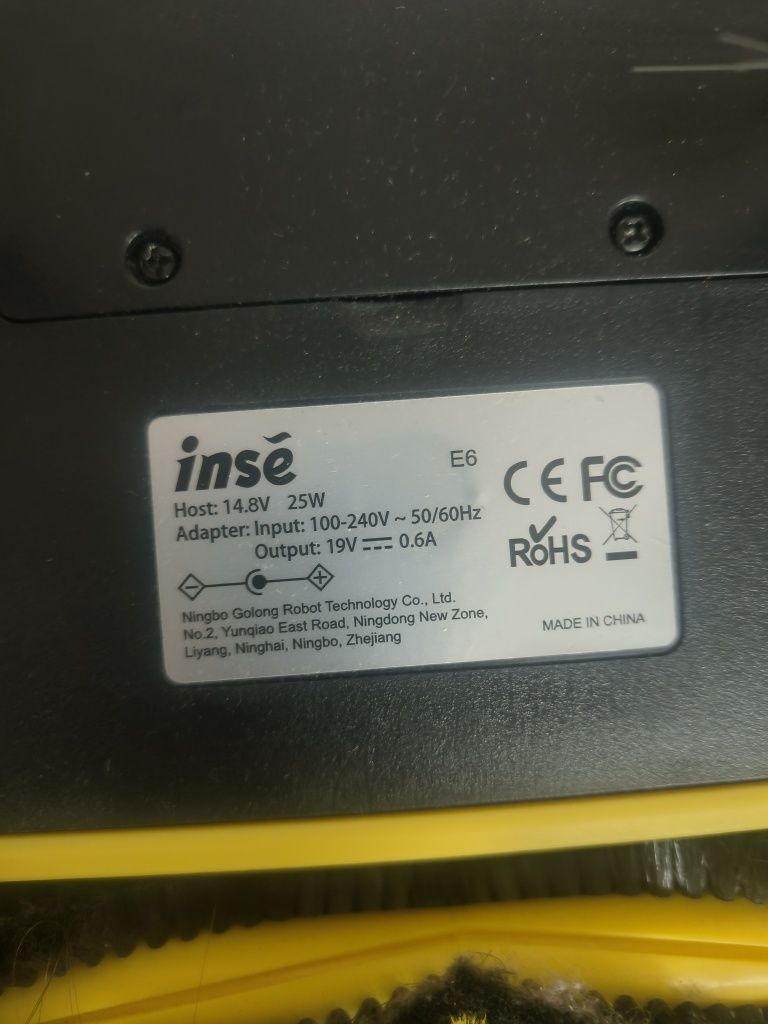 insē
E6
Host: 14.8V 25W
Adapter: Input: 100-240V ~ 50/60Hz
Output: 19V ⎓ 0.6A
CE FC
RoHS
Ningbo Golong Robot Technology Co., Ltd.
No.2, Yunqiao East Road, Ningdong New Zone,
Liyang, Ninghai, Ningbo, Zhejiang
MADE IN CHINA